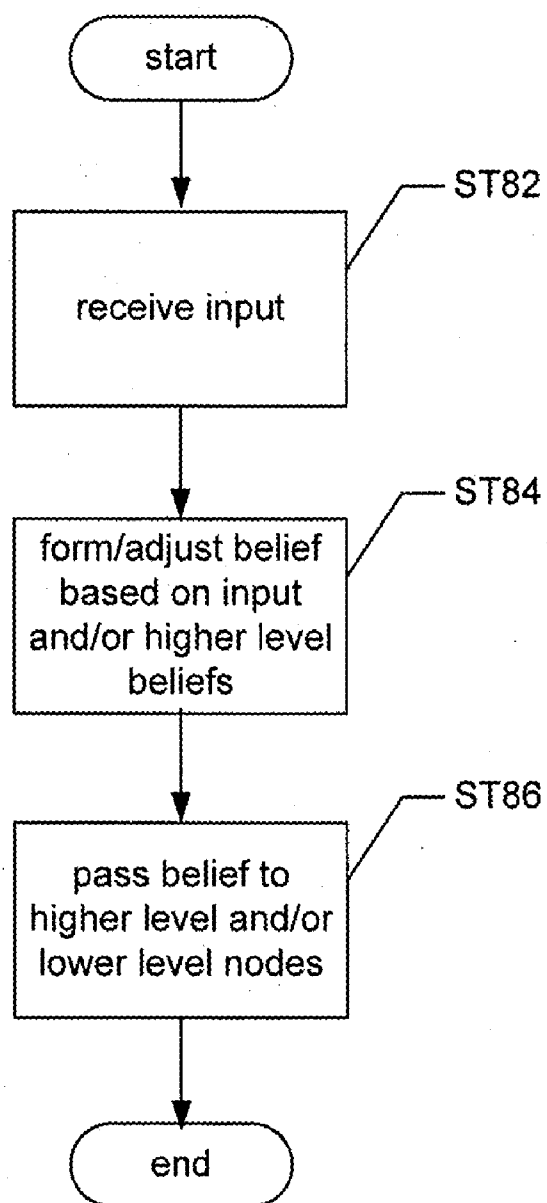 start
ST82
receive input
ST84
form/adjust belief
based on input
and/or higher level
beliefs
ST86
pass belief to
higher level and/or
lower level nodes
end